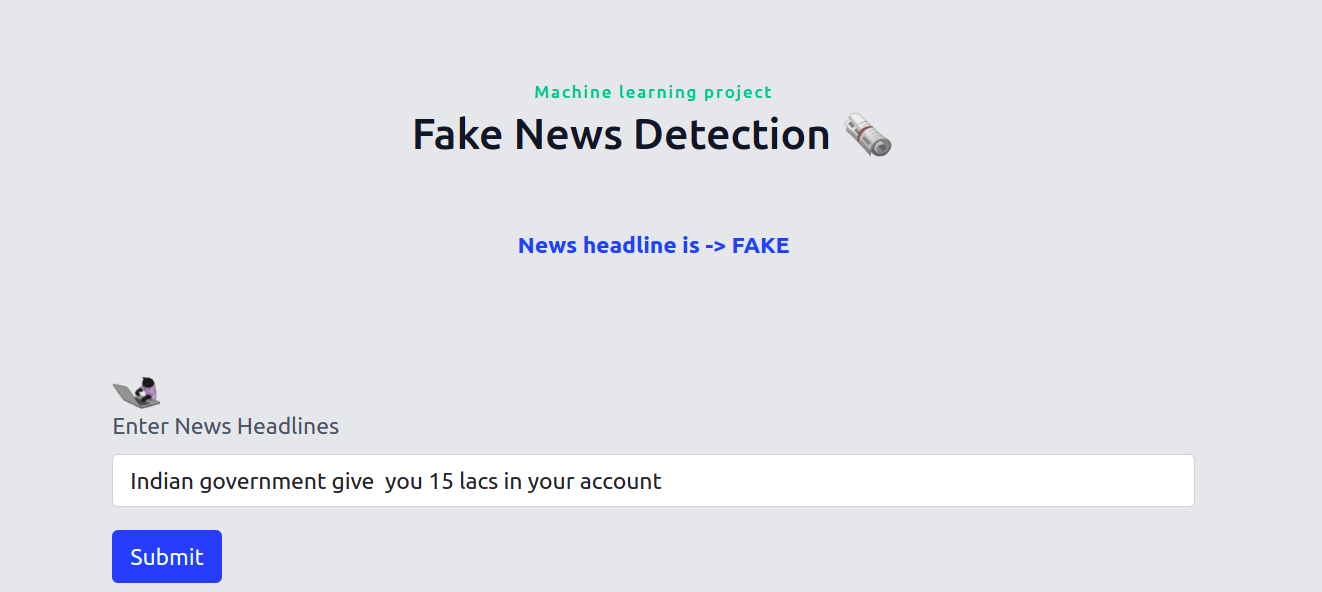 Machine learning project
Fake News Detection
News headline is -> FAKE
Enter News Headlines
Indian government give  you 15 lacs in your account
Submit